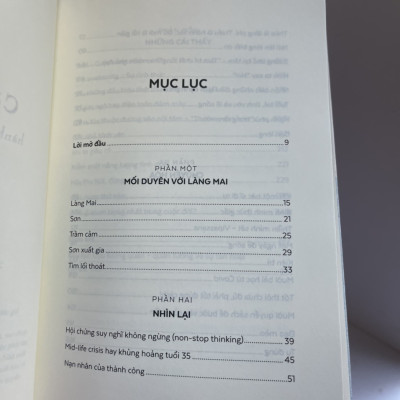 MỤC LỤC
Lời mở đầu 9
PHẦN MỘT
MỐI DUYÊN VỚI LÀNG MAI
Làng Mai 15
Sơn 21
Trầm cảm 25
Sơn xuất gia 29
Tìm lối thoát 33
PHẦN HAI
NHÌN LẠI
Hội chứng suy nghĩ không ngừng (non-stop thinking) 39
Mid-life crisis hay khủng hoảng tuổi 35 45
Nạn nhân của thành công 51